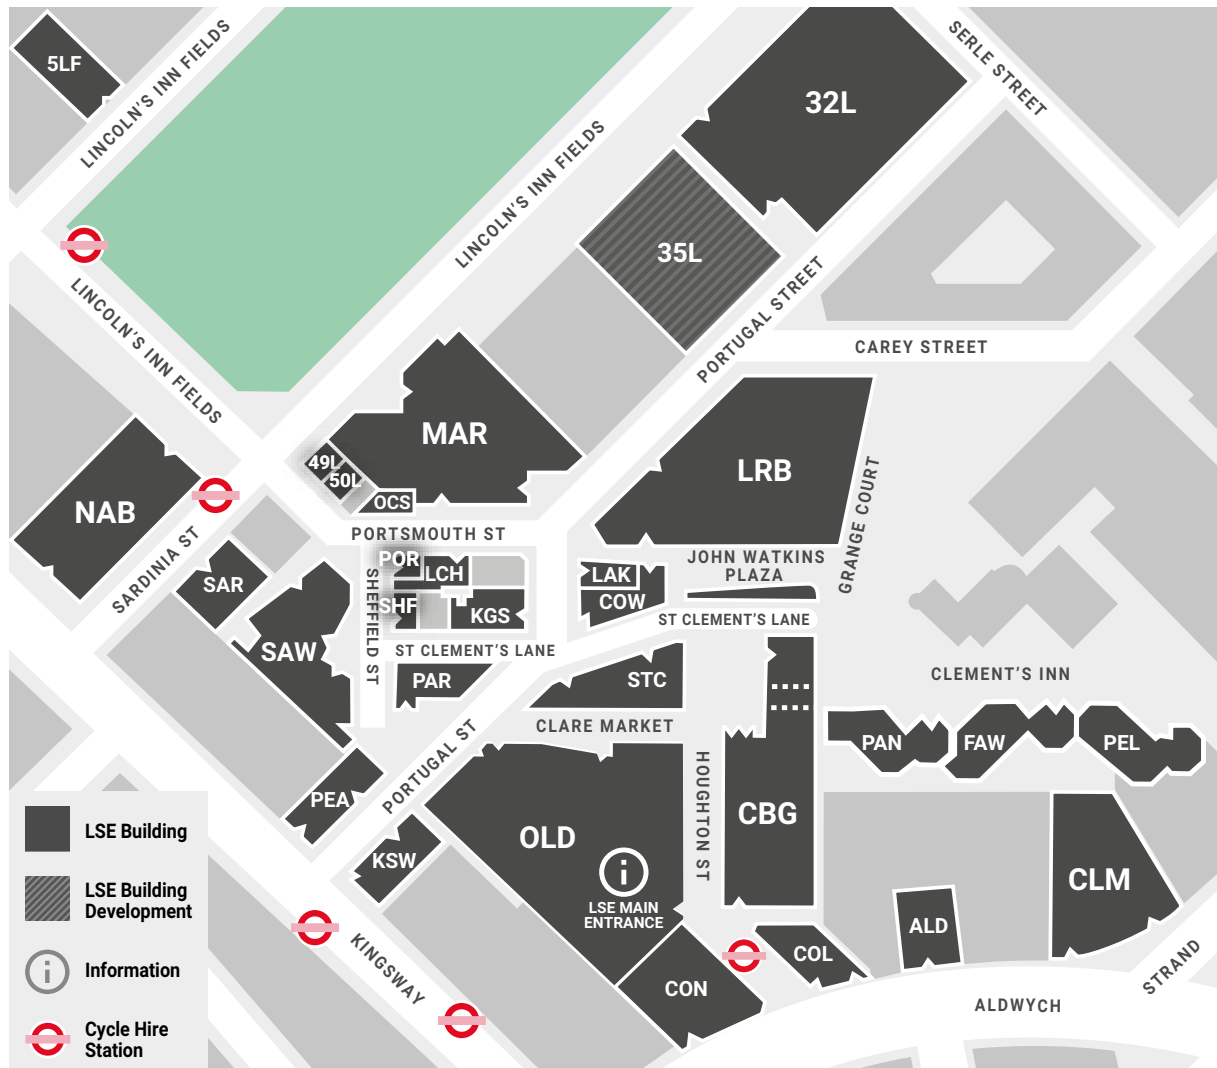 5LF
LINCOLN'S INN FIELDS
32L
SERLE STREET
LINCOLN'S INN FIELDS
35L
LINCOLN'S INN FIELDS
PORTUGAL STREET
CAREY STREET
MAR
49L
50L
OCS
LRB
NAB
SARDINIA ST
PORTSMOUTH ST
GRANGE COURT
JOHN WATKINS
PLAZA
POR
LCH
SAR
SHEFFIELD ST
SHF
KGS
LAK
COW
ST CLEMENT'S LANE
SAW
ST CLEMENT'S LANE
PAR
STC
CLEMENT'S INN
CLARE MARKET
PAN
FAW
PEL
PORTUGAL ST
HOUGHTON ST
PEA
OLD
CBG
KSW
CLM
LSE MAIN
ENTRANCE
ALD
COL
CON
KINGSWAY
STRAND
ALDWYCH
LSE Building
LSE Building
Development
Information
Cycle Hire
Station